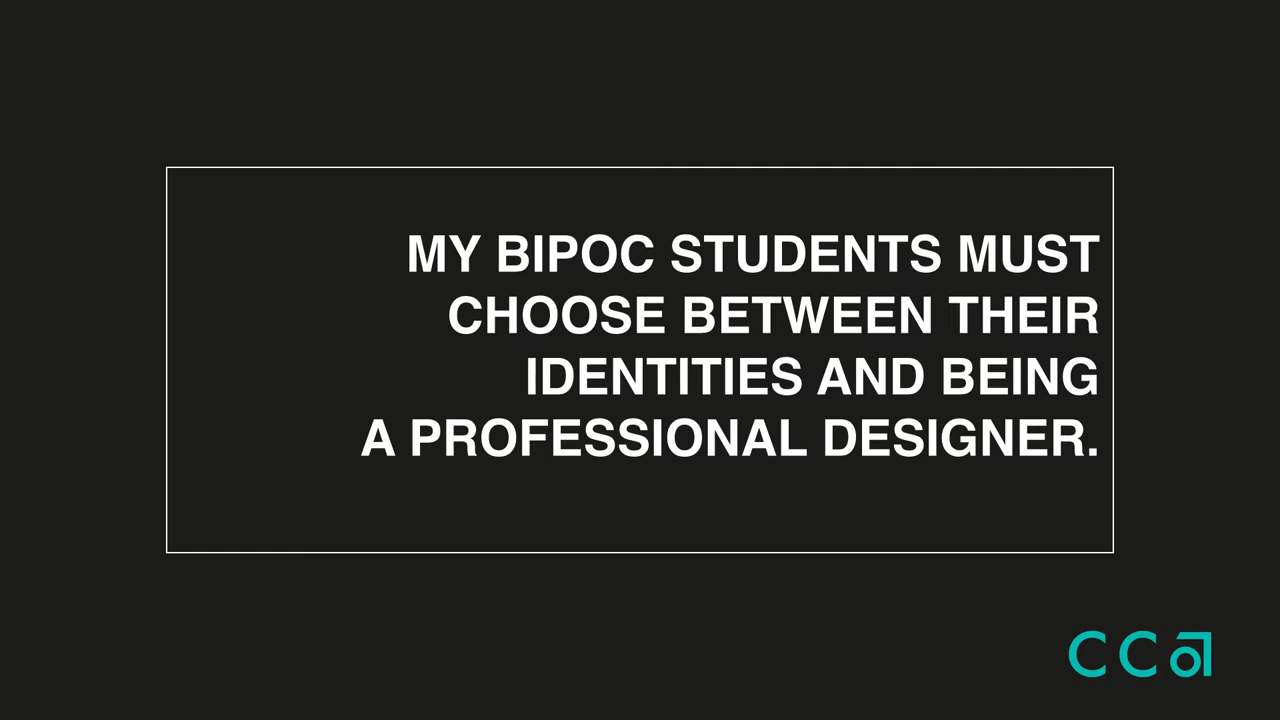 MY BIPOC STUDENTS MUST
CHOOSE BETWEEN THEIR
IDENTITIES AND BEING
A PROFESSIONAL DESIGNER.
CCa